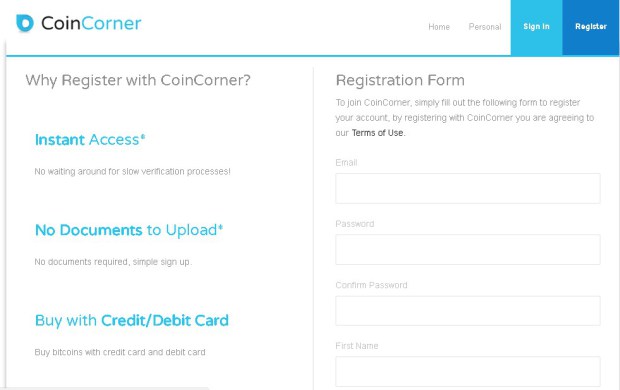 CoinCorner
Home Personal Sign In Register
Why Register with CoinCorner?
Instant Access*
No waiting around for slow verification processes!
No Documents to Upload*
No documents required, simple sign up.
Buy with Credit/Debit Card
Buy bitcoins with credit card and debit card
Registration Form
To join CoinCorner, simply fill out the following form to register
your account, by registering with CoinCorner you are agreeing to
our Terms of Use.
Email
Password
Confirm Password
First Name